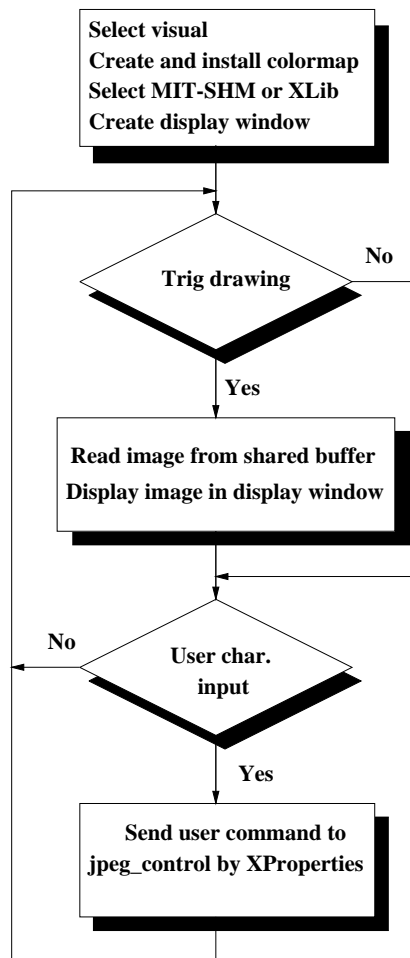 Select visual
Create and install colormap
Select MIT-SHM or XLib
Create display window
Trig drawing
No
Yes
Read image from shared buffer
Display image in display window
No
User char.
input
Yes
Send user command to
jpeg_control by XProperties